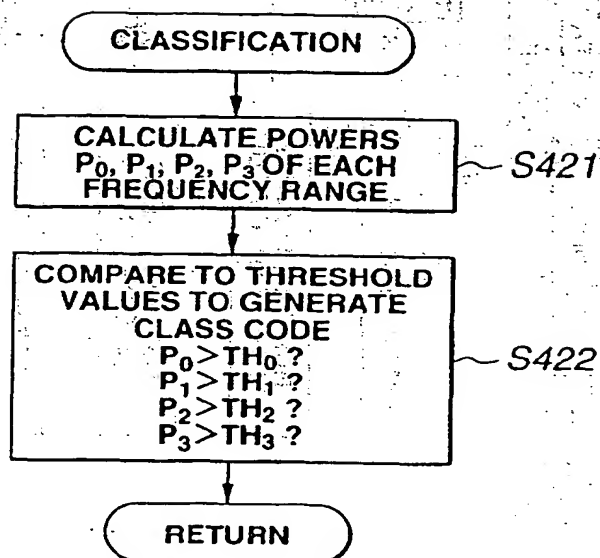 CLASSIFICATION
CALCULATE POWERS
P₀, P₁, P₂, P₃ OF EACH
FREQUENCY RANGE
S421
COMPARE TO THRESHOLD
VALUES TO GENERATE
CLASS CODE
P₀>TH₀ ?
P₁>TH₁ ?
P₂>TH₂ ?
P₃>TH₃ ?
S422
RETURN